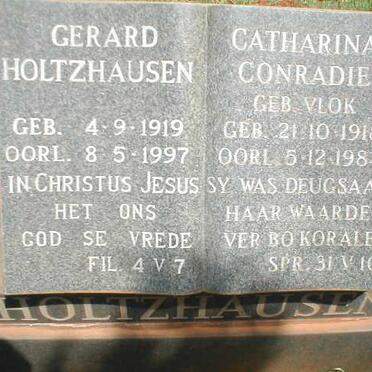 GERARD
HOLTZHAUSEN
GEB. 4-9-1919
OORL. 8-5-1997
IN CHRISTUS JESUS
HET ONS
GOD SE VREDE
FIL. 4 V 7
CATHARINA
CONRADIE
GEB. VLOK
GEB. 21-10-191
OORL. 5-12-198
SY WAS DEUGSAA
HAAR WAARDE
VER BO KORALE
SPR. 31 V 1
HOLTZHAUSEN